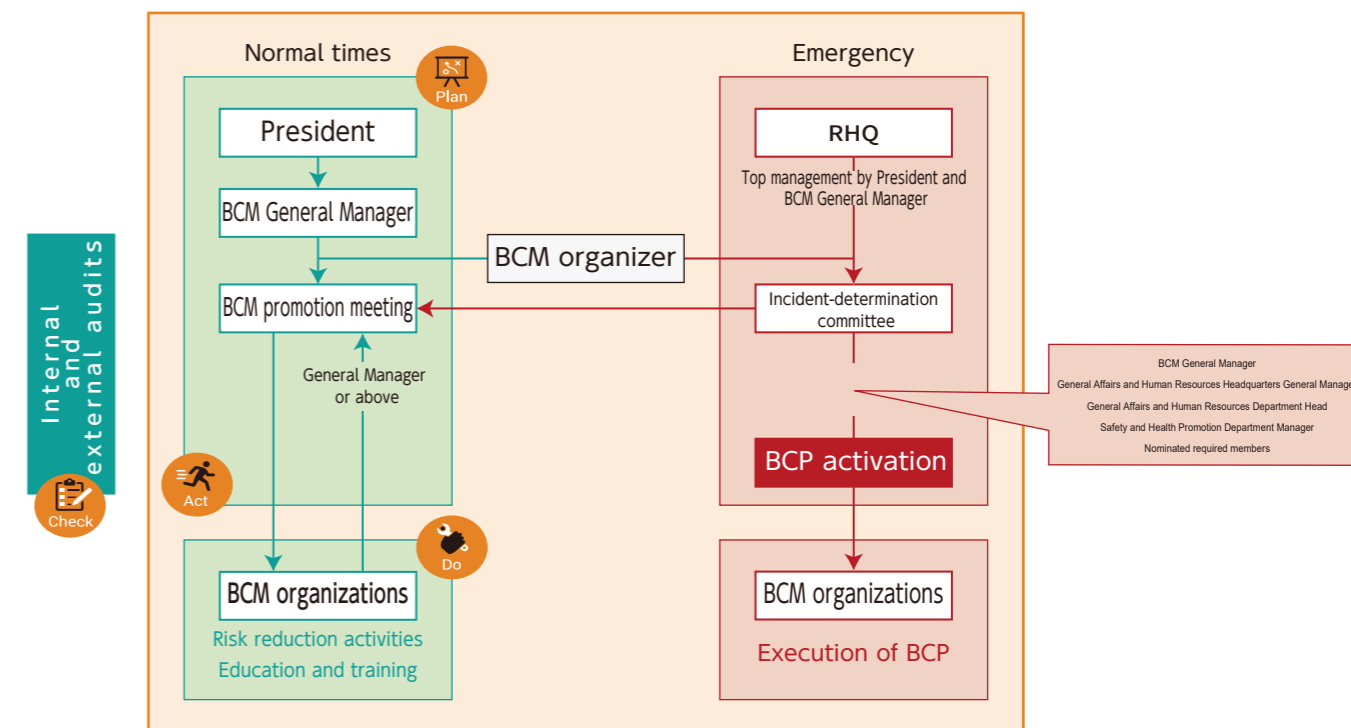 Normal times
Plan
President
BCM General Manager
BCM promotion meeting
General Manager
or above
Act
Do
BCM organizations
Risk reduction activities
Education and training
BCM organizer
Emergency
RHQ
Top management by President and
BCM General Manager
Incident-determination
committee
BCP activation
BCM organizations
Execution of BCP
Internal
and
external audits
Check
BCM General Manager
General Affairs and Human Resources Headquarters General Manage
General Affairs and Human Resources Department Head
Safety and Health Promotion Department Manager
Nominated required members